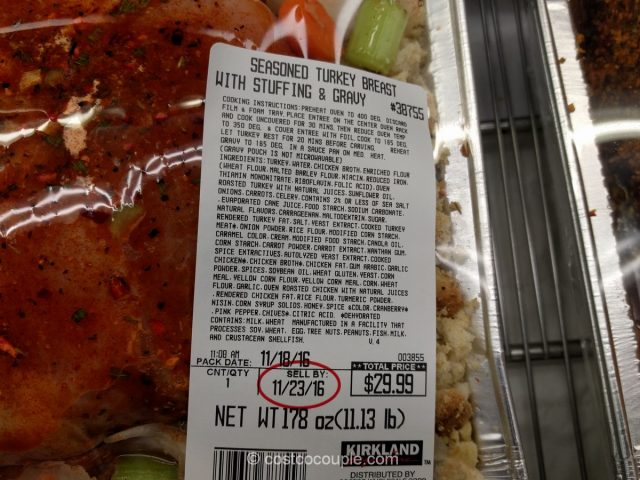 SEASONED TURKEY BREAST
WITH STUFFING & GRAVY
#38755
COOKING INSTRUCTIONS:PREHEAT OVEN TO 400 DEG. DISCARD
FILM & FOAM TRAY.PLACE ENTREE ON THE CENTER OVEN RACK
AND COOK UNCOVERED FOR 30 MINS.THEN REDUCE OVEN TEMP
TO 350 DEG. & COVER ENTREE WITH FOIL COOK TO 165 DEG.
LET TURKEY REST FOR 20 MINS BEFORE CARVING. REHEAT
GRAVY TO 165 DEG. IN A SAUCE PAN ON MED. HEAT.
(GRAVY POUCH IS NOT MICROWAVABLE)
INGREDIENTS:TURKEY.WATER.CHICKEN BROTH.ENRICHED FLOUR
(WHEAT FLOUR.MALTED BARLEY FLOUR.NIACIN.REDUCED IRON.
THIAMIN MONONITRATE.RIBOFLAVIN.FOLIC ACID).OVEN
ROASTED TURKEY WITH NATURAL JUICES.SUNFLOWER OIL.
ONIONS.CARROTS.CELERY.CONTAINS 2% OR LESS OF SEA SALT
.EVAPORATED CANE JUICE.FOOD STARCH.SODIUM CARBONATE.
NATURAL FLAVORS.CARRAGEENAN.MALTODEXTRIN.SUGAR.
RENDERED TURKEY FAT.SALT.YEAST EXTRACT.COOKED TURKEY
MEAT*.ONION POWDER.RICE FLOUR.MODIFIED CORN STARCH.
CARAMEL COLOR.CREAM.MODIFIED FOOD STARCH.CANOLA OIL.
CORN STARCH.CARROT POWDER.CARROT EXTRACT.XANTHAN GUM.
SPICE EXTRACTIVES.AUTOLYZED YEAST EXTRACT.COOKED
CHICKEN*.CHICKEN BROTH*.CHICKEN FAT.GUM ARABIC.GARLIC
POWDER.SPICES.SOYBEAN OIL.WHEAT GLUTEN.YEAST.CORN
MEAL.YELLOW CORN FLOUR.YELLOW CORN MEAL.CORN.WHEAT
FLOUR.GARLIC.OVEN ROASTED CHICKEN WITH NATURAL JUICES
.RENDERED CHICKEN FAT.RICE FLOUR.TURMERIC POWDER.
NISIN.CORN SYRUP SOLIDS.HONEY.SPICE &COLOR.CRANBERRY*
.PINK PEPPER.CHIVES*.CITRIC ACID. *DEHYDRATED
CONTAINS:MILK.WHEAT MANUFACTURED IN A FACILITY THAT
PROCESSES SOY.WHEAT. EGG.TREE NUTS.PEANUTS.FISH.MILK.
AND CRUSTACEAN SHELLFISH. V.4
11:08 AM
PACK DATE: 11/18/16 003855
CNT/QTY SELL BY: **TOTAL PRICE**
1 11/23/16 $29.99
NET WT 178 oz(11.13 lb)
KIRKLAND
© costcocouple.com
DISTRIBUTED BY